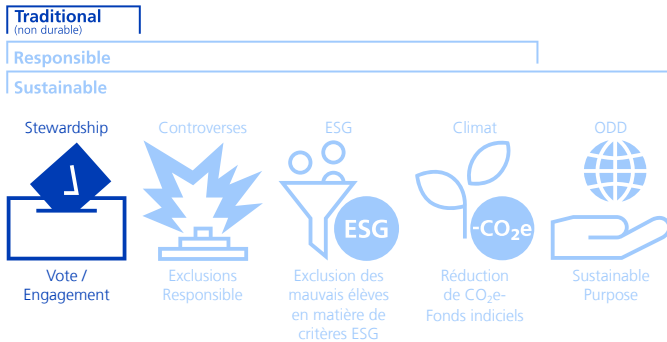 Traditional
(non durable)
Responsible
Sustainable
Stewardship
Controverses
ESG
Climat
ODD
ESG
-CO₂e
Vote /
Engagement
Exclusions
Responsible
Exclusion des
mauvais élèves
en matière de
critères ESG
Réduction
de CO₂e-
Fonds indiciels
Sustainable
Purpose